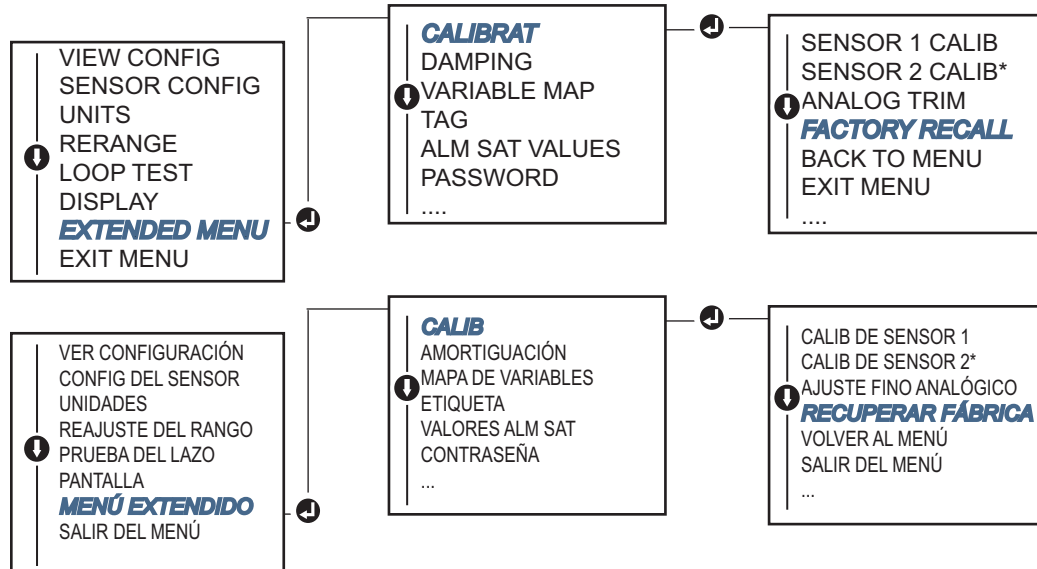 VIEW CONFIG
SENSOR CONFIG
UNITS
RERANGE
LOOP TEST
DISPLAY
EXTENDED MENU
EXIT MENU
CALIBRAT
DAMPING
VARIABLE MAP
TAG
ALM SAT VALUES
PASSWORD
....
SENSOR 1 CALIB
SENSOR 2 CALIB*
ANALOG TRIM
FACTORY RECALL
BACK TO MENU
EXIT MENU
....
VER CONFIGURACIÓN
CONFIG DEL SENSOR
UNIDADES
REAJUSTE DEL RANGO
PRUEBA DEL LAZO
PANTALLA
MENÚ EXTENDIDO
SALIR DEL MENÚ
CALIB
AMORTIGUACIÓN
MAPA DE VARIABLES
ETIQUETA
VALORES ALM SAT
CONTRASEÑA
...
CALIB DE SENSOR 1
CALIB DE SENSOR 2*
AJUSTE FINO ANALÓGICO
RECUPERAR FÁBRICA
VOLVER AL MENÚ
SALIR DEL MENÚ
...